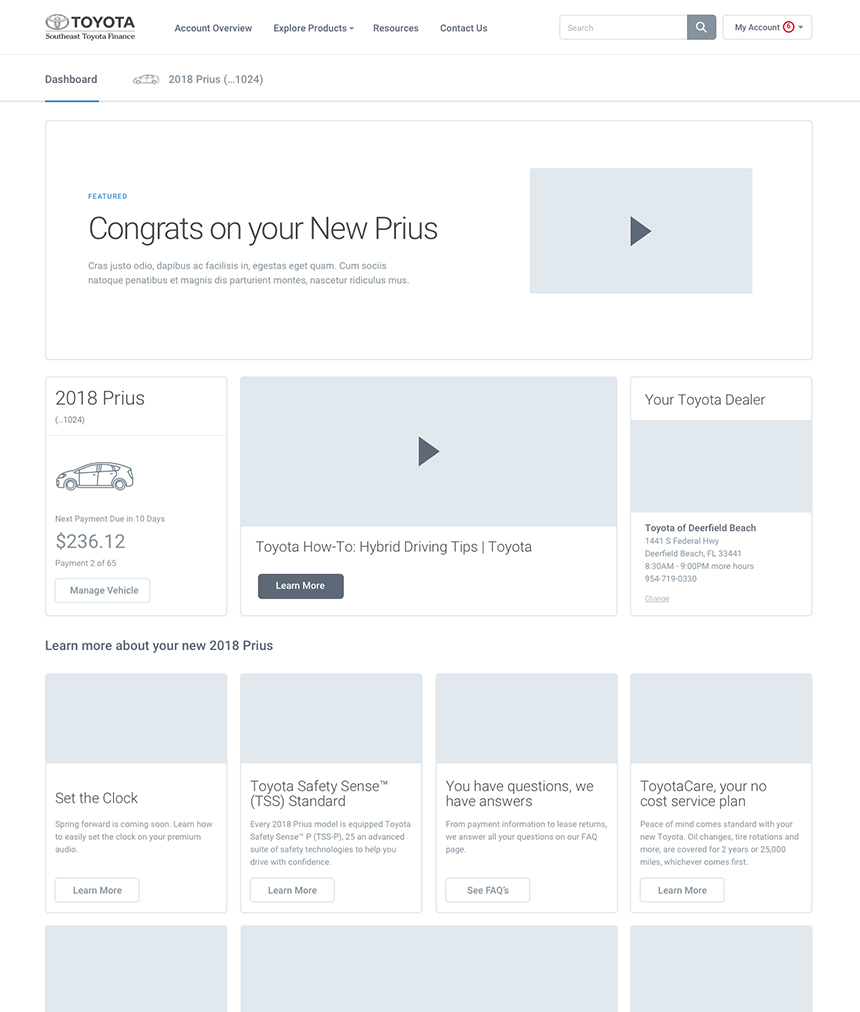 TOYOTA
Southeast Toyota Finance
Account Overview
Explore Products
Resources
Contact Us
Search
My Account 6
Dashboard
2018 Prius (...1024)
FEATURED
Congrats on your New Prius
Cras justo odio, dapibus ac facilisis in, egestas eget quam. Cum sociis
natoque penatibus et magnis dis parturient montes, nascetur ridiculus mus.
2018 Prius
(..1024)
Next Payment Due in 10 Days
$236.12
Payment 2 of 65
Manage Vehicle
Toyota How-To: Hybrid Driving Tips | Toyota
Learn More
Your Toyota Dealer
Toyota of Deerfield Beach
1441 S Federal Hwy
Deerfield Beach, FL 33441
8:30AM - 9:00PM more hours
954-719-0330
Change
Learn more about your new 2018 Prius
Set the Clock
Spring forward is coming soon. Learn how
to easily set the clock on your premium
audio.
Learn More
Toyota Safety Sense™
(TSS) Standard
Every 2018 Prius model is equipped Toyota
Safety Sense™ P (TSS-P), 25 an advanced
suite of safety technologies to help you
drive with confidence.
Learn More
You have questions, we
have answers
From payment information to lease returns,
we answer all your questions on our FAQ
page.
See FAQ's
ToyotaCare, your no
cost service plan
Peace of mind comes standard with your
new Toyota. Oil changes, tire rotations and
more, are covered for 2 years or 25,000
miles, whichever comes first.
Learn More